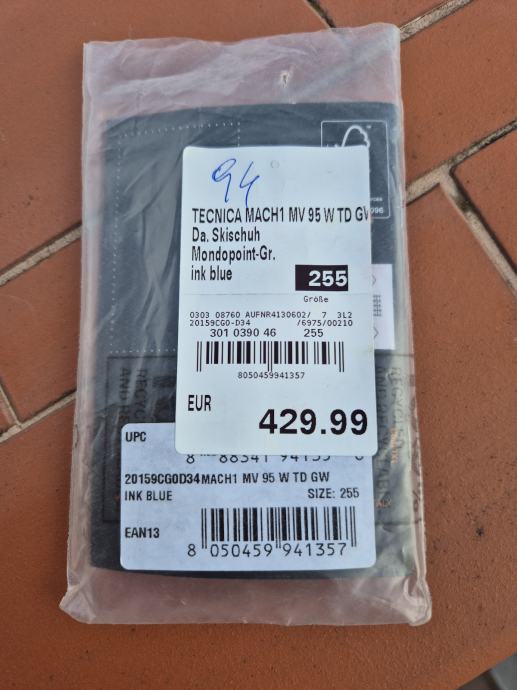 94
TECNICA MACH1 MV 95 W TD GW
Da. Skischuh
Mondopoint-Gr.
ink blue 255
Größe
0303 08760 AUFNR4130602/ 7 3L2
20159CG0-D34 /6975/00210
301 0390 46 255
8050459941357
EUR 429.99
UPC
20159CG0D34 MACH1 MV 95 W TD GW
INK BLUE SIZE: 255
EAN13
8 050459 941357